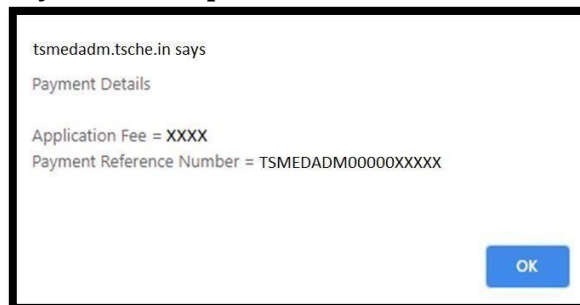 tsmedadm.tsche.in says
Payment Details
Application Fee = XXXX
Payment Reference Number = TSMEDADM00000XXXXX
OK